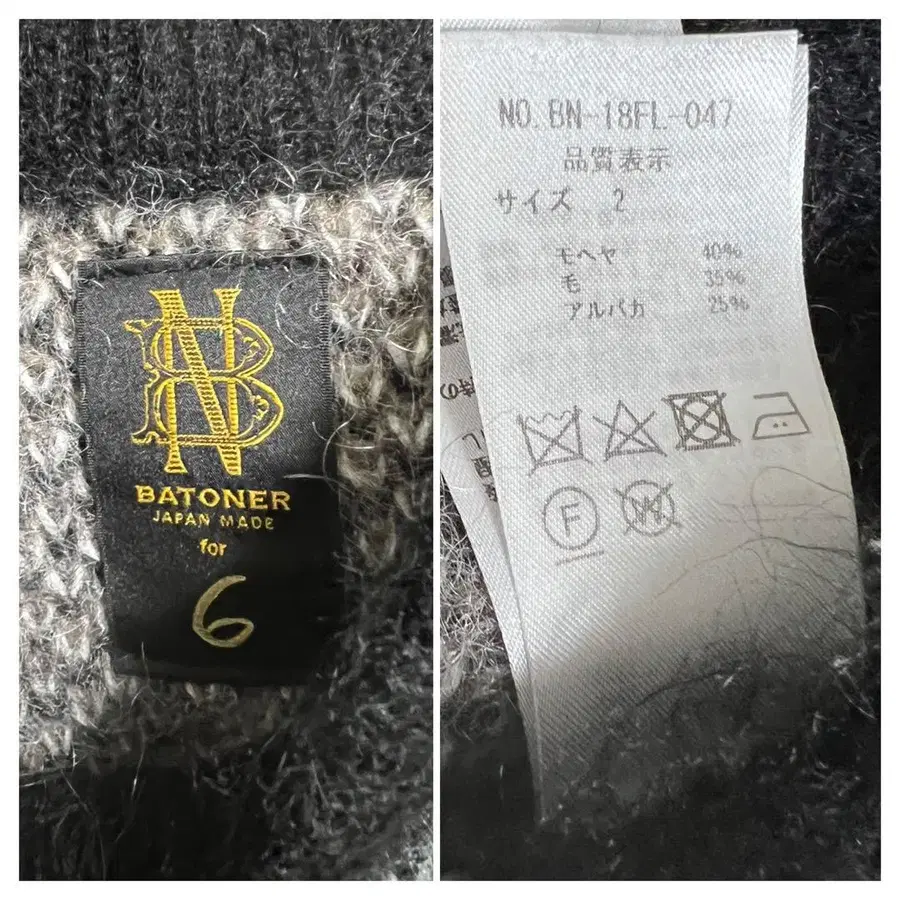 BN
BATONER
JAPAN MADE
for
6
NO. BN-18FL-047
品質表示
サイズ 2
モヘヤ 40%
毛 35%
アルパカ 25%
F
W